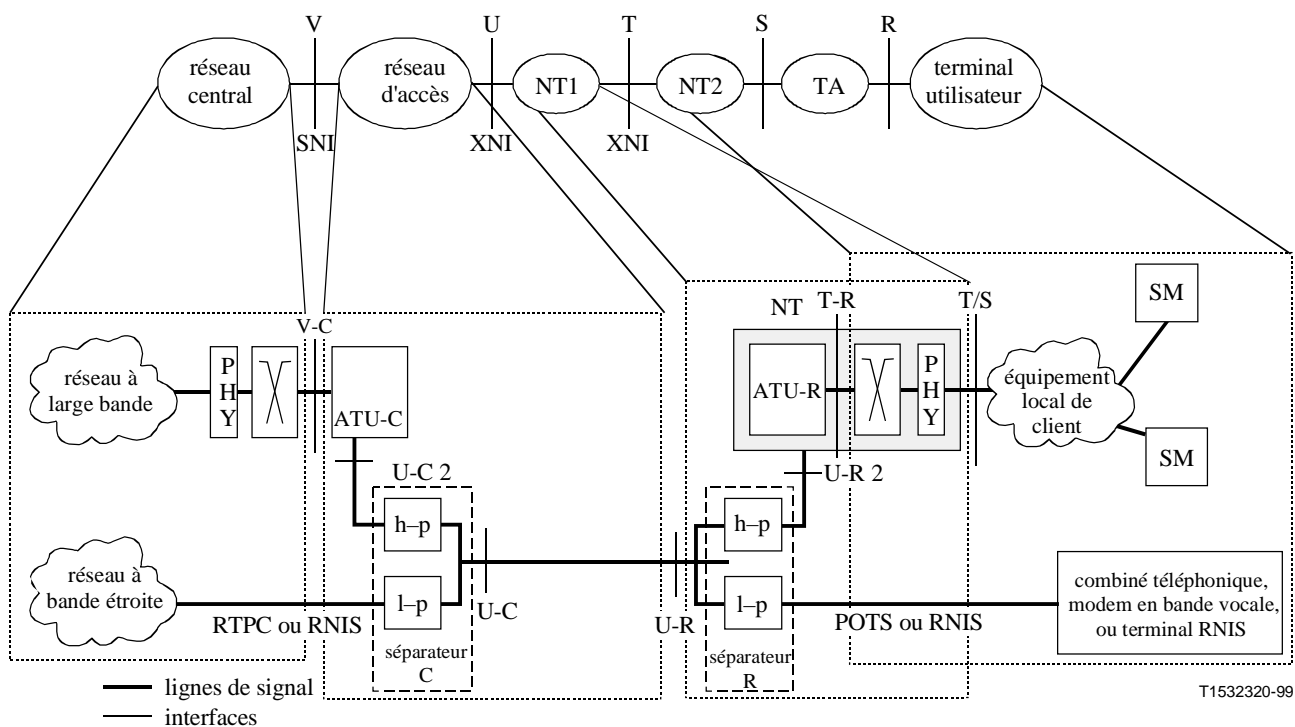 V
U
T
S
R
réseau
central
réseau
d'accès
NT1
NT2
TA
terminal
utilisateur
SNI
XNI
XNI
V-C
réseau à
large bande
P
H
Y
ATU-C
U-C 2
h–p
l–p
séparateur
C
U-C
réseau à
bande étroite
RTPC ou RNIS
NT
T-R
T/S
ATU-R
P
H
Y
U-R 2
équipement
local de
client
SM
SM
h–p
l–p
séparateur
R
U-R
POTS ou RNIS
combiné téléphonique,
modem en bande vocale,
ou terminal RNIS
lignes de signal
interfaces
T1532320-99